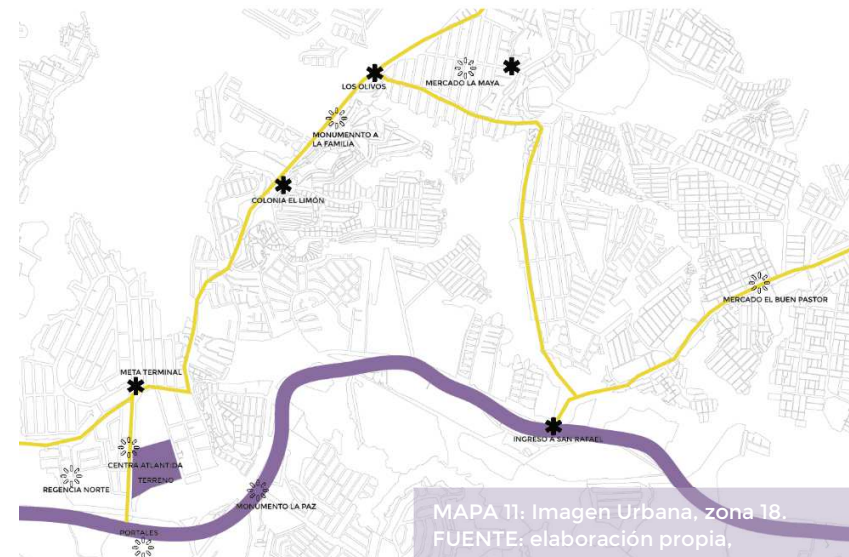 LOS OLIVOS
MERCADO LA MAYA
MONUMENNTO A
LA FAMILIA
COLONIA EL LIMÓN
MERCADO EL BUEN PASTOR
META TERMINAL
INGRESO A SAN RAFAEL
CENTRA ATLANTIDA
TERRENO
REGENCIA NORTE
MONUMENTO LA PAZ
PORTALES
MAPA 11: Imagen Urbana, zona 18.
FUENTE: elaboración propia,